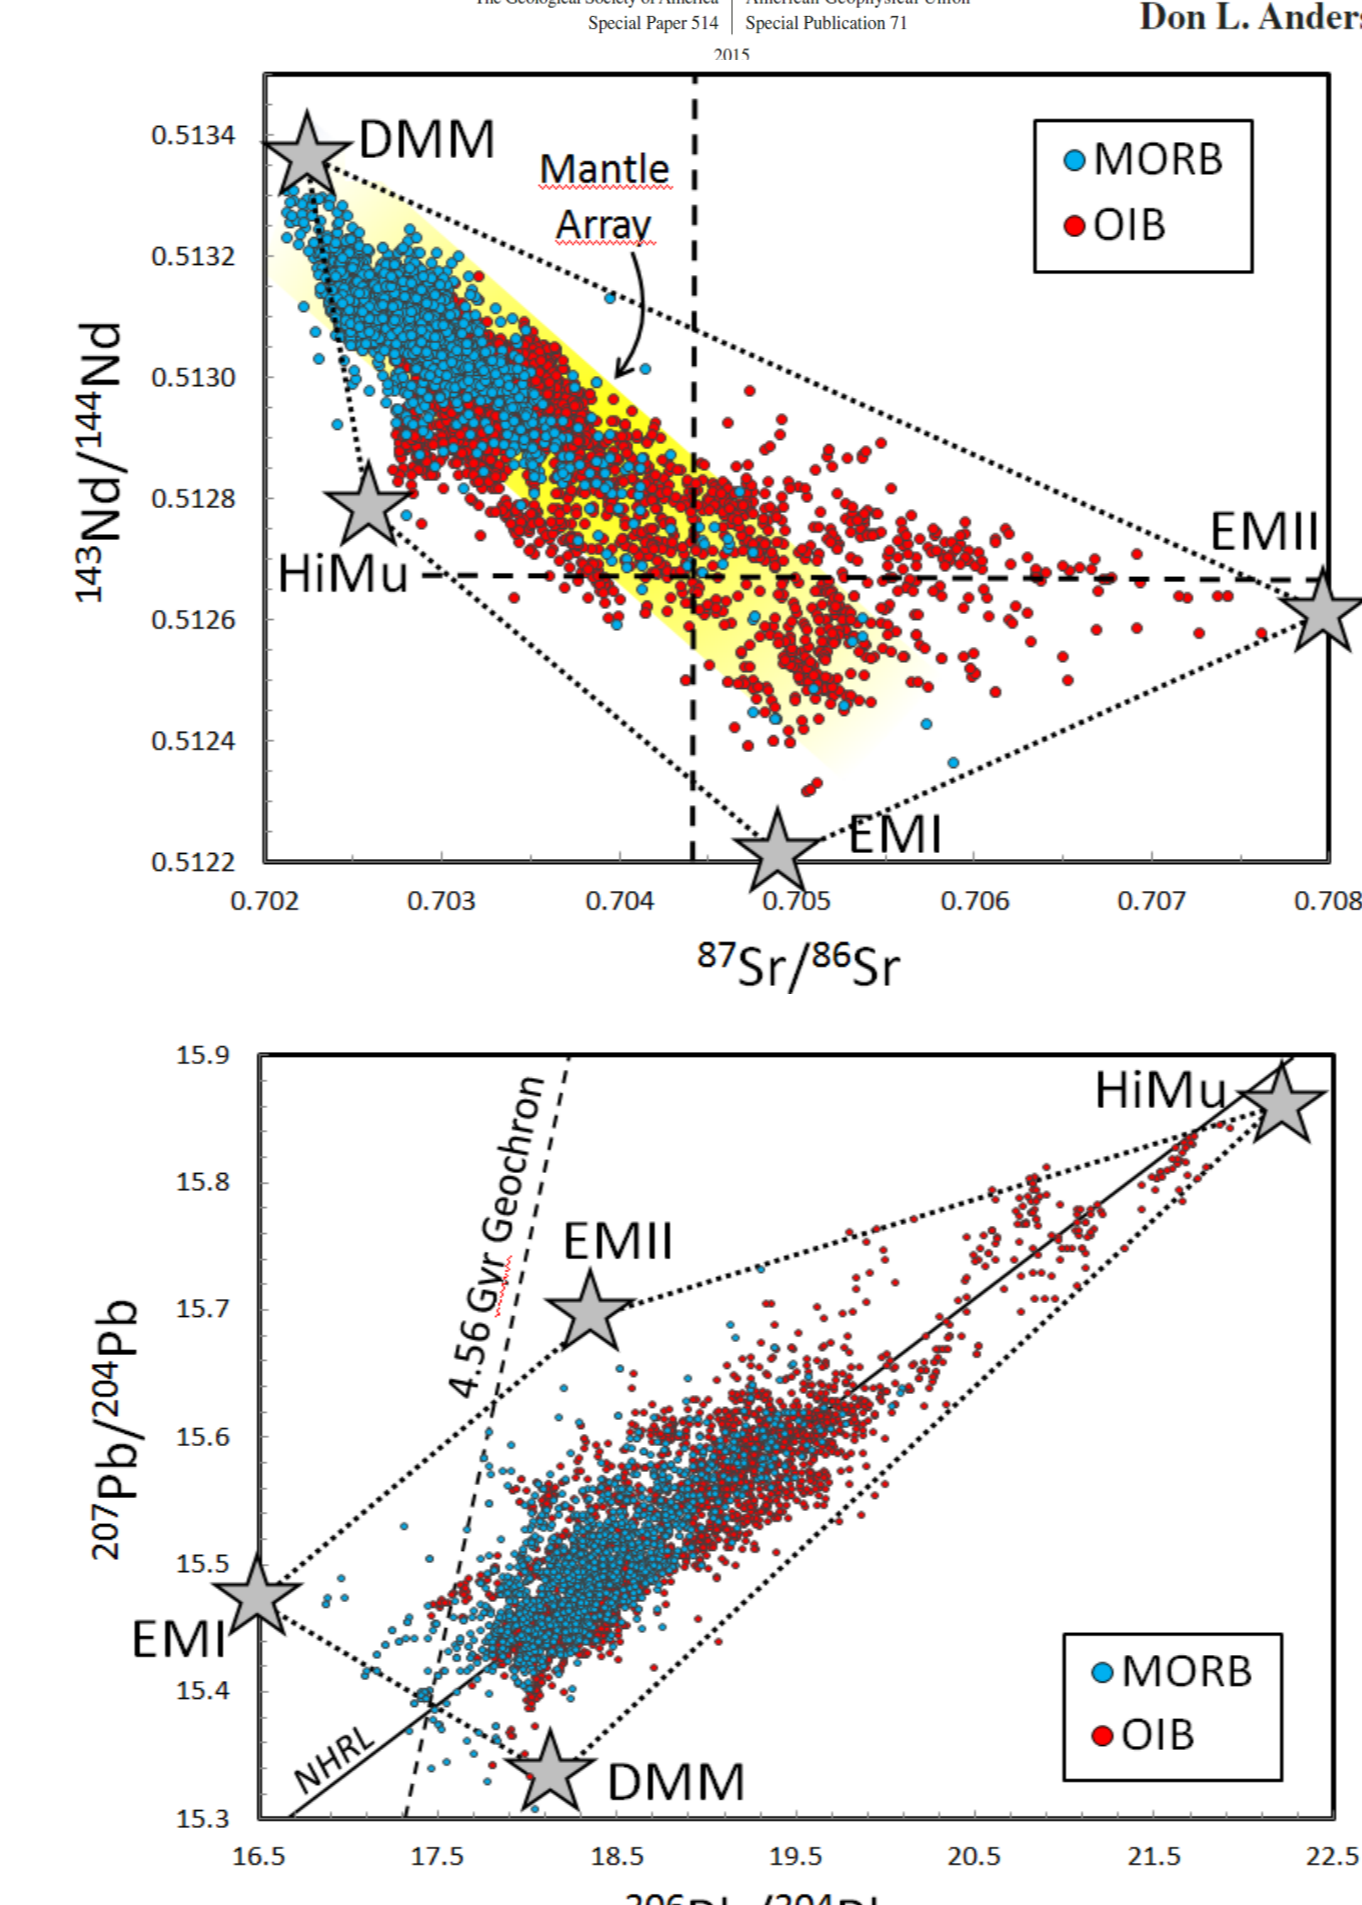 Special Paper 514
Special Publication 71
Don L.
2015
0.5134
0.5132
0.5130
0.5128
0.5126
0.5124
0.5122
143Nd/144Nd
DMM
Mantle
Array
MORB
OIB
EMII
HiMu
EMI
0.702
0.703
0.704
0.705
0.706
0.707
0.708
87Sr/86Sr
15.9
15.8
15.7
15.6
15.5
15.4
15.3
207Pb/204Pb
4.56 Gyr Geochron
HiMu
EMII
EMI
NHRL
DMM
MORB
OIB
16.5
17.5
18.5
19.5
20.5
21.5
22.5